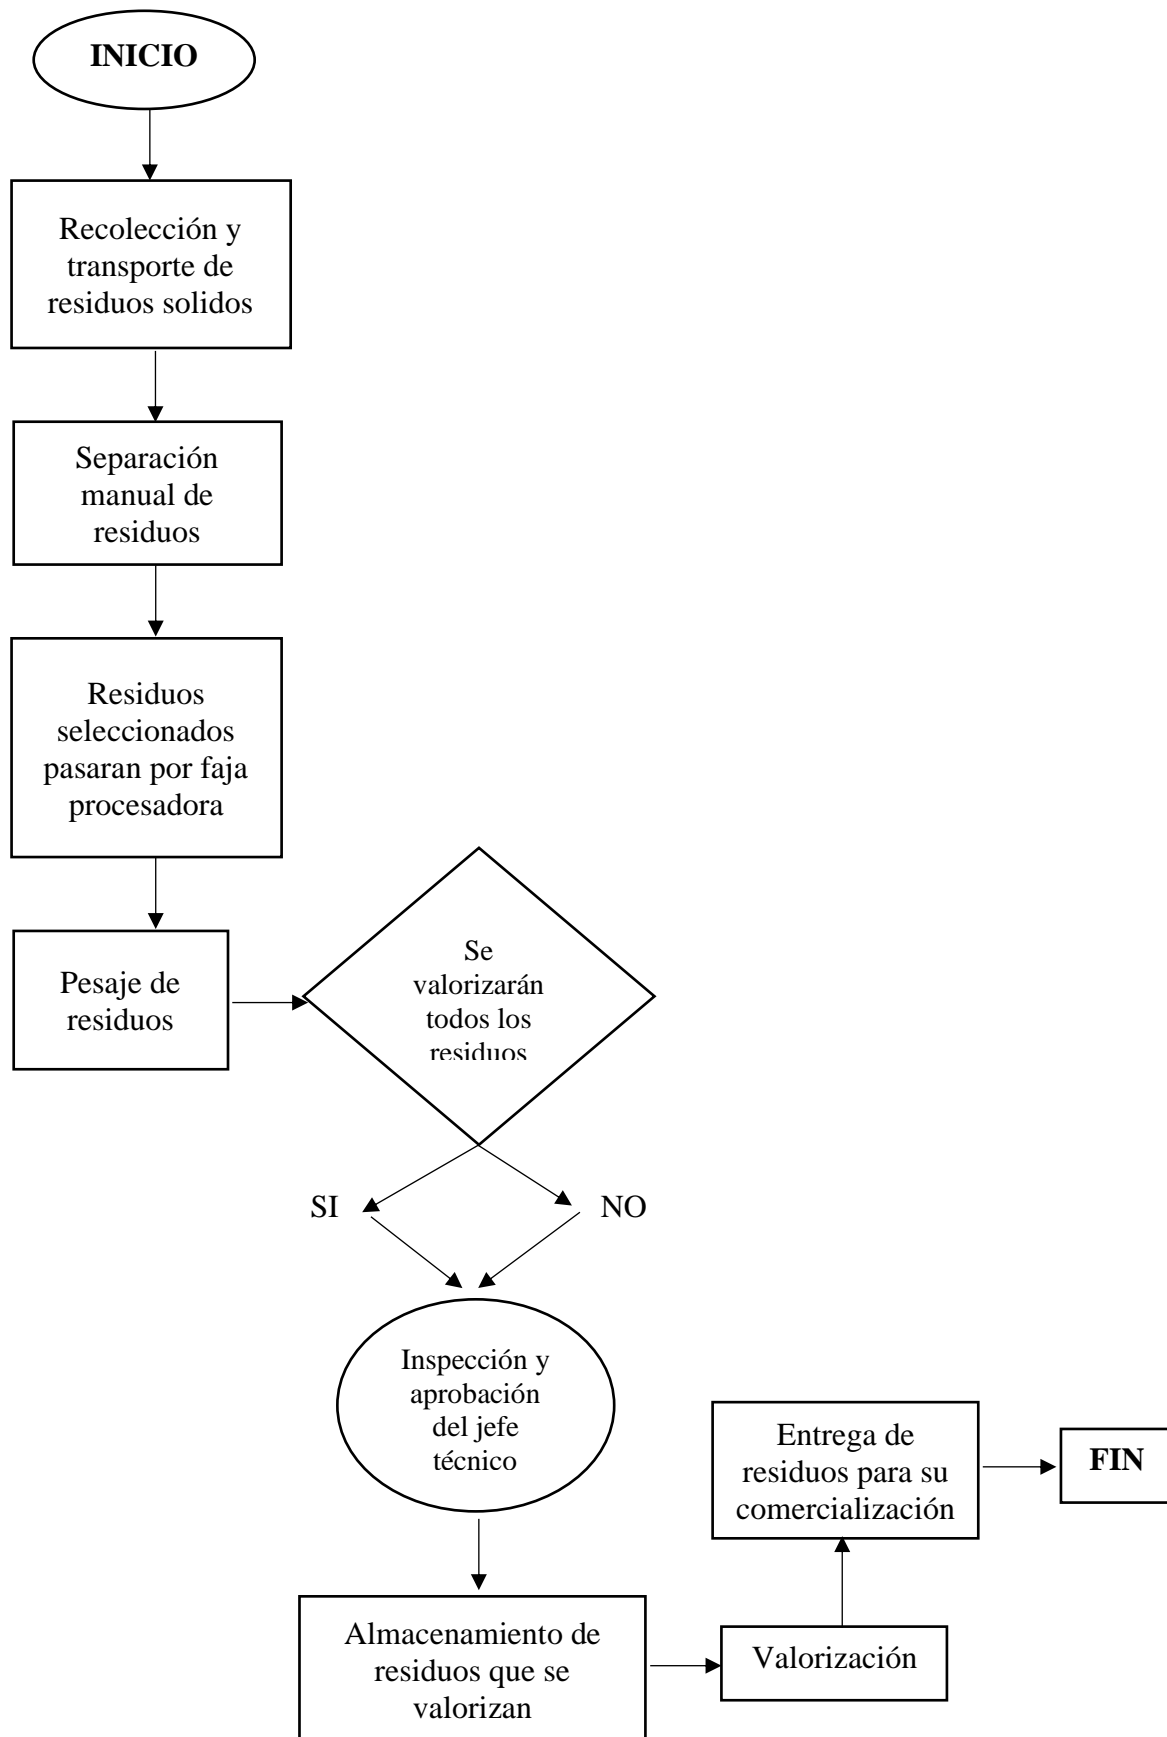 INICIO
Recolección y
transporte de
residuos solidos
Separación
manual de
residuos
Residuos
seleccionados
pasaran por faja
procesadora
Pesaje de
residuos
Se
valorizarán
todos los
residuos
SI
NO
Inspección y
aprobación
del jefe
técnico
Almacenamiento de
residuos que se
valorizan
Valorización
Entrega de
residuos para su
comercialización
FIN